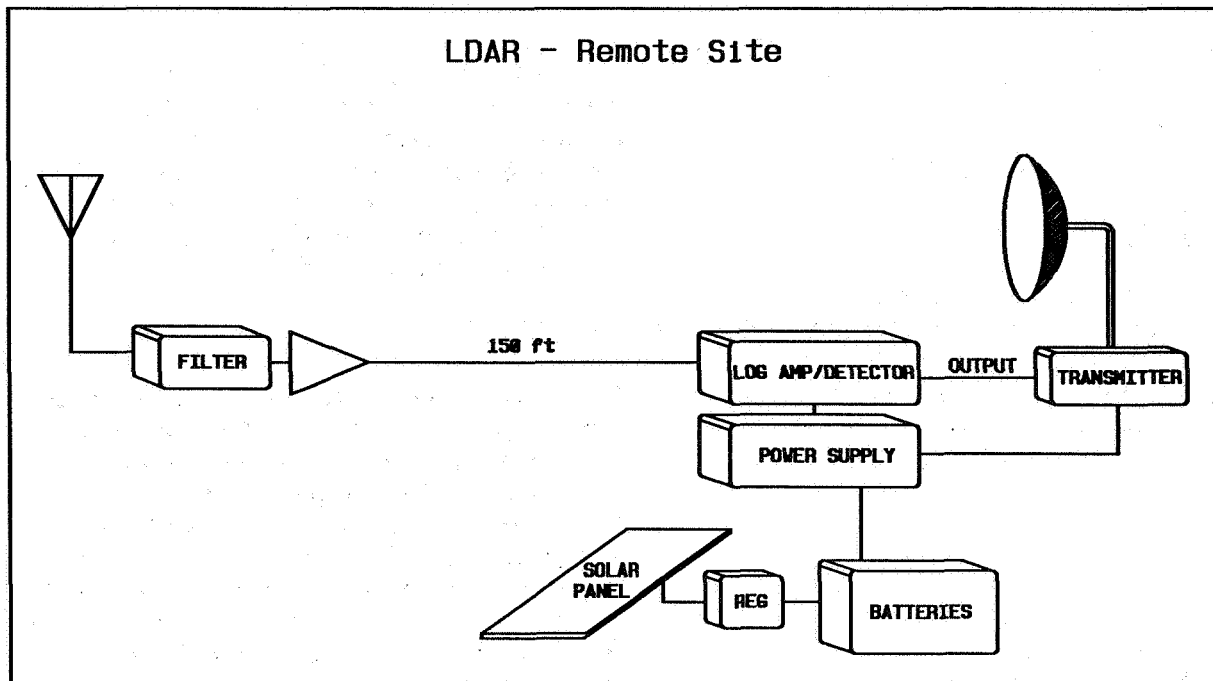 LDAR - Remote Site
FILTER
150 ft
LOG AMP/DETECTOR
OUTPUT
TRANSMITTER
POWER SUPPLY
SOLAR
PANEL
REG
BATTERIES